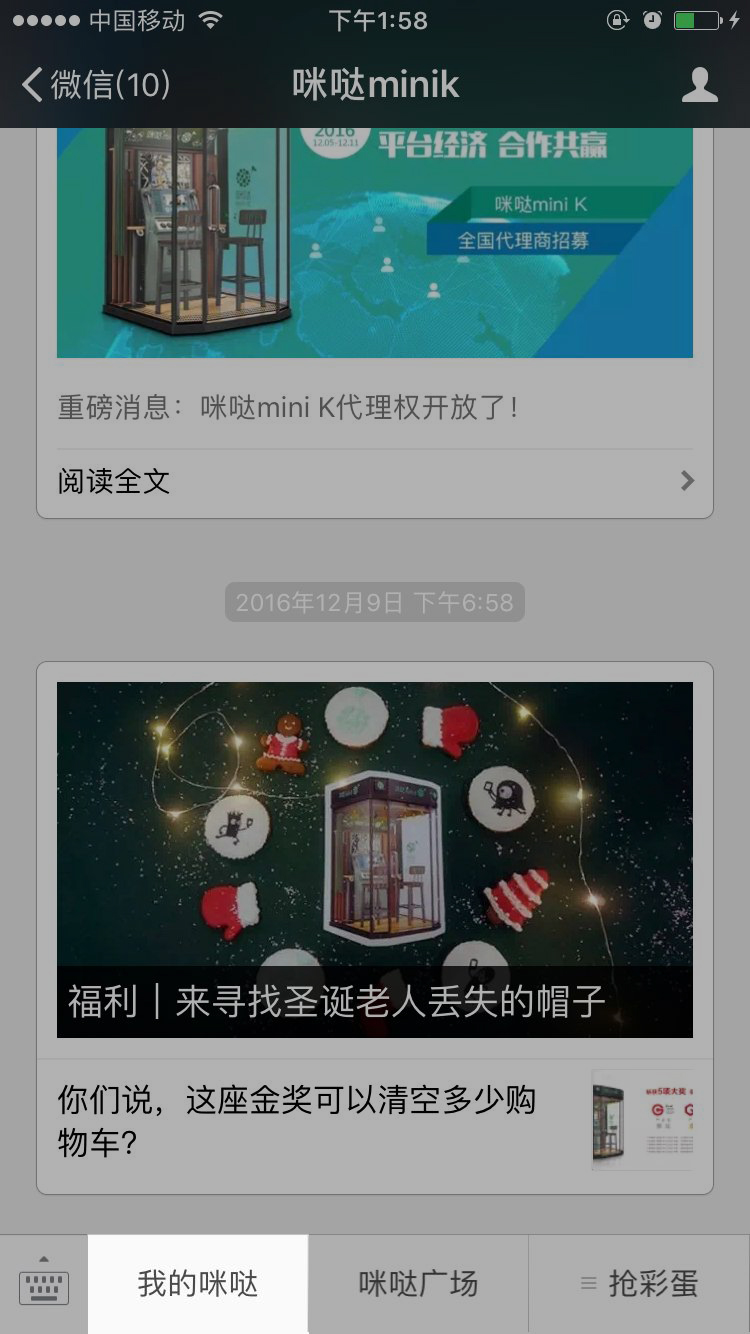 中国移动
下午1:58
微信(10)
咪哒minik
2016
12.05-12.11
平台经济 合作共赢
咪哒mini K
全国代理商招募
重磅消息：咪哒mini K代理权开放了！
阅读全文
2016年12月9日 下午6:58
福利｜来寻找圣诞老人丢失的帽子
你们说，这座金奖可以清空多少购
物车?
我的咪哒
咪哒广场
抢彩蛋